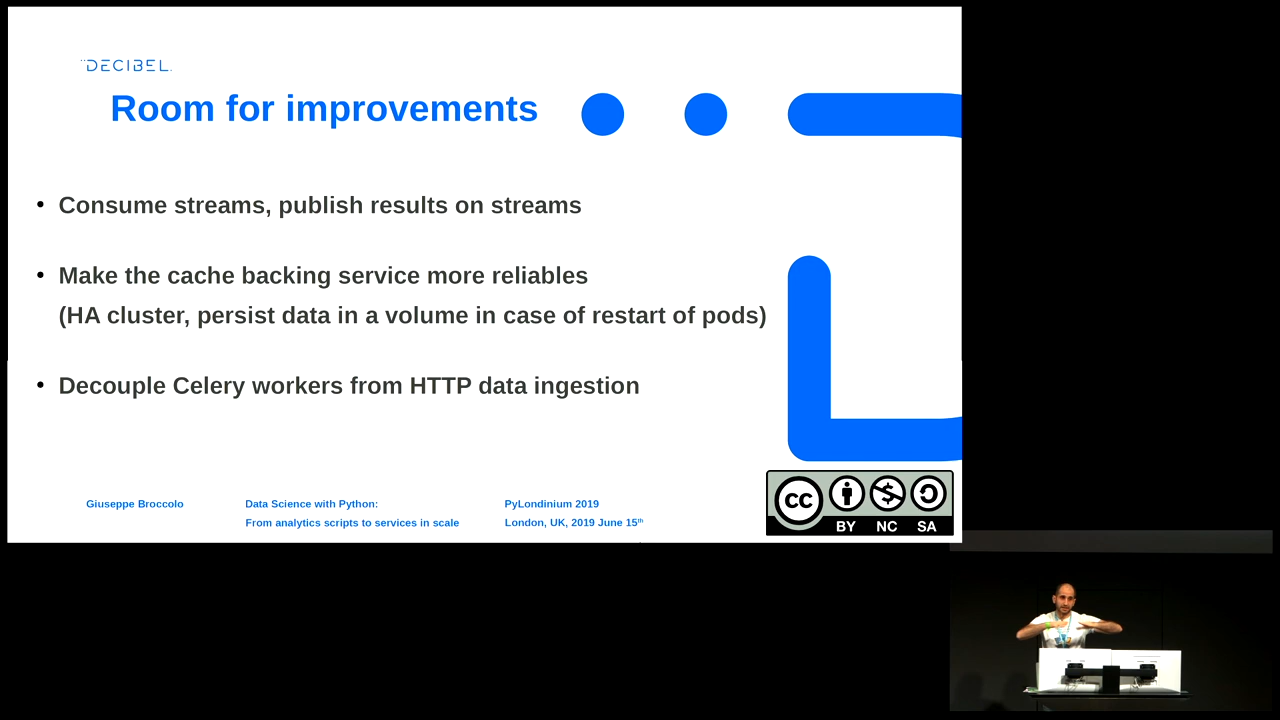 DECIBEL
Room for improvements
• Consume streams, publish results on streams
• Make the cache backing service more reliables
(HA cluster, persist data in a volume in case of restart of pods)
• Decouple Celery workers from HTTP data ingestion
Giuseppe Broccolo
Data Science with Python:
From analytics scripts to services in scale
PyLondinium 2019
London, UK, 2019 June 15th
CC
BY NC SA